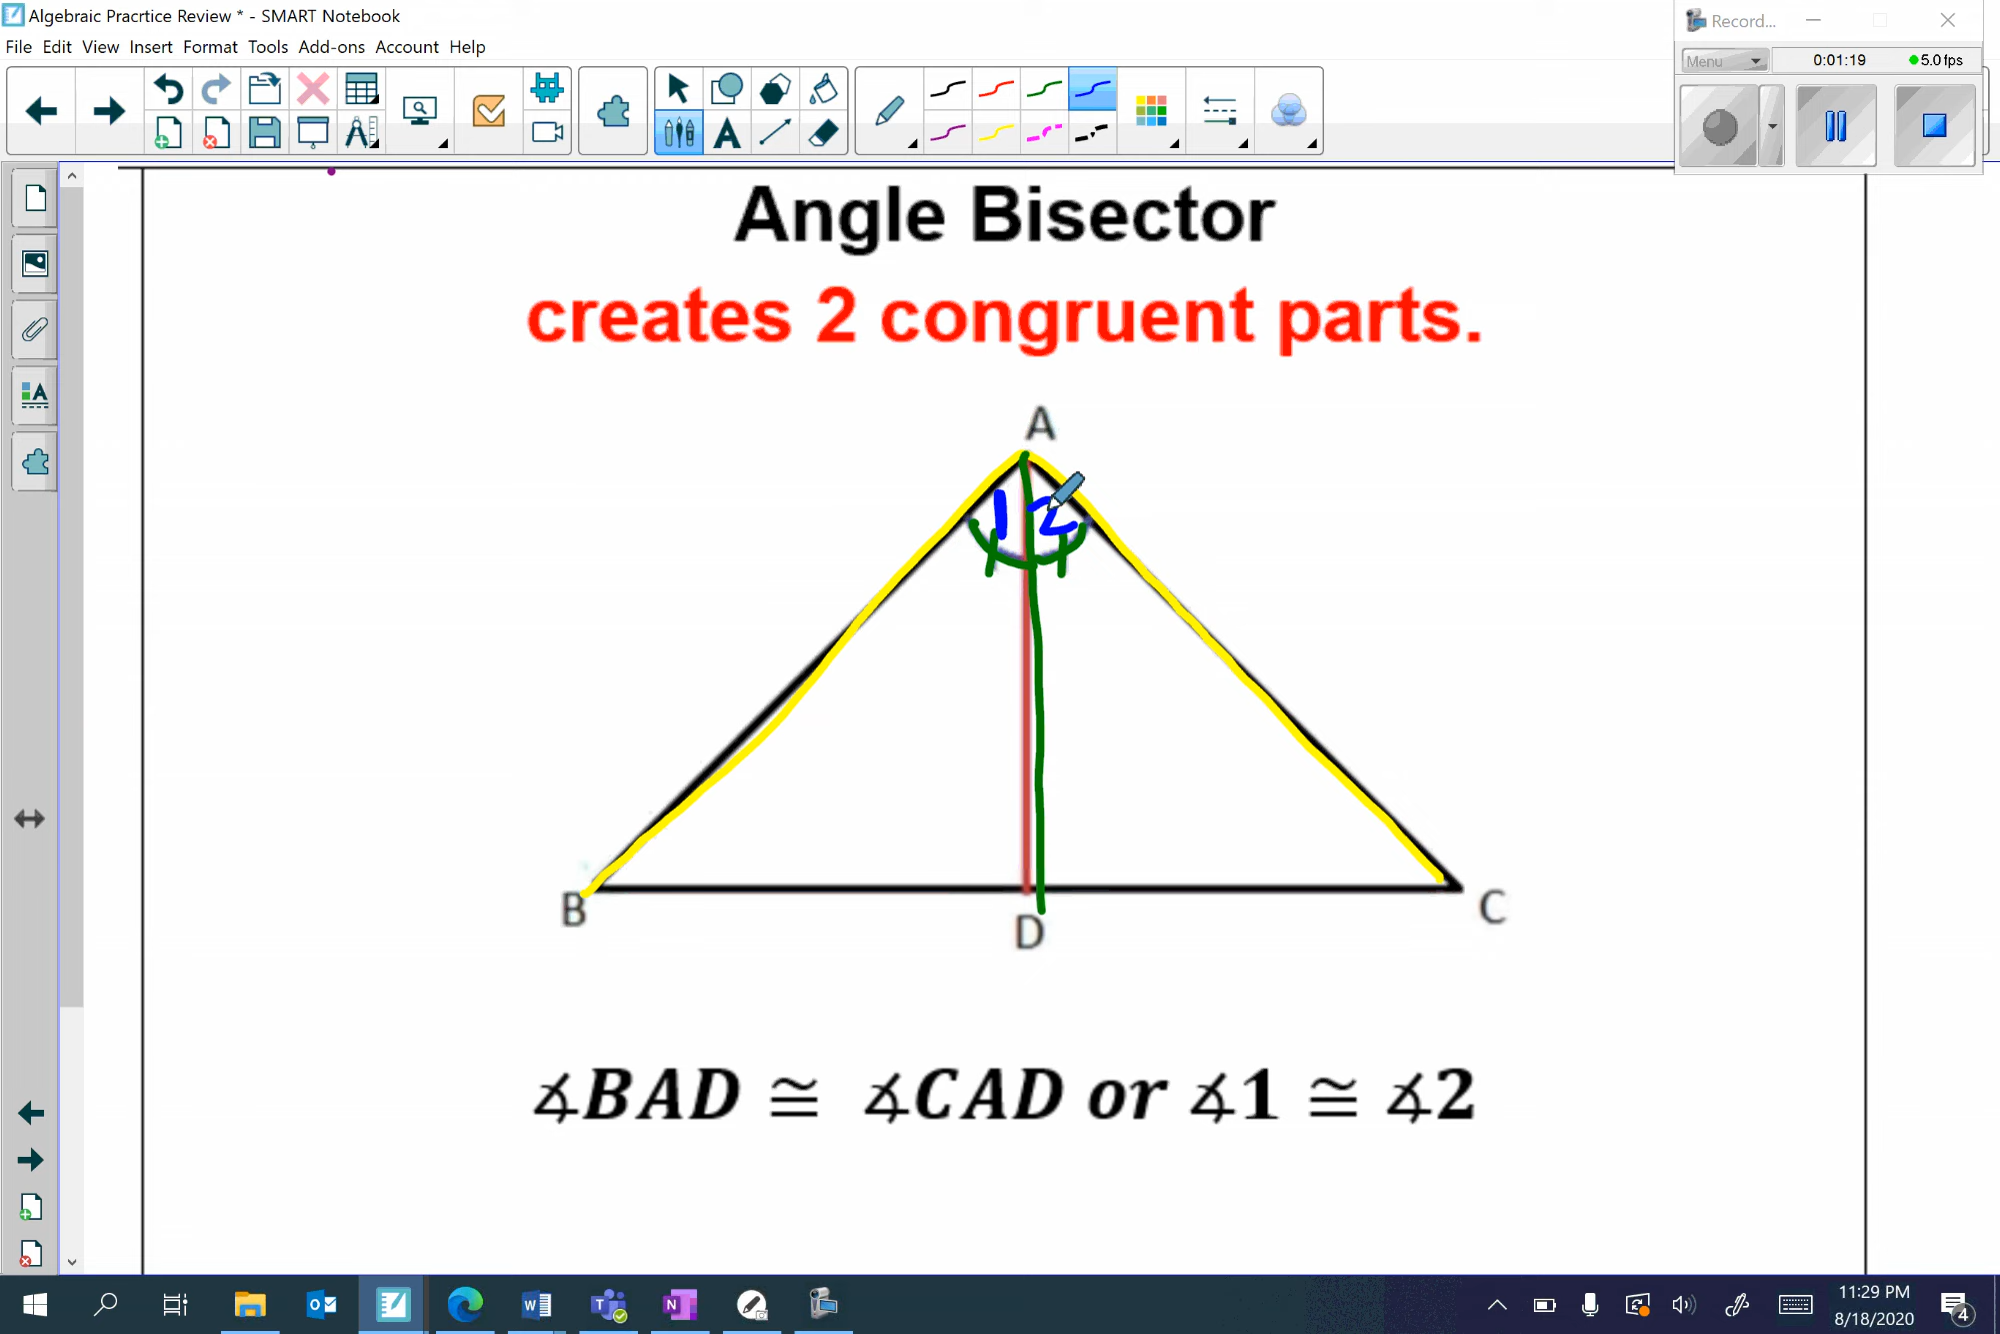 Algebraic Pracrtice Review * - SMART Notebook
Record...
File Edit View Insert Format Tools Add-ons Account Help
Menu 0:01:19 5.0fps
Angle Bisector
creates 2 congruent parts.
A
1 2
B
C
D
∡BAD ≅ ∡CAD or ∡1 ≅ ∡2
11:29 PM
8/18/2020
4